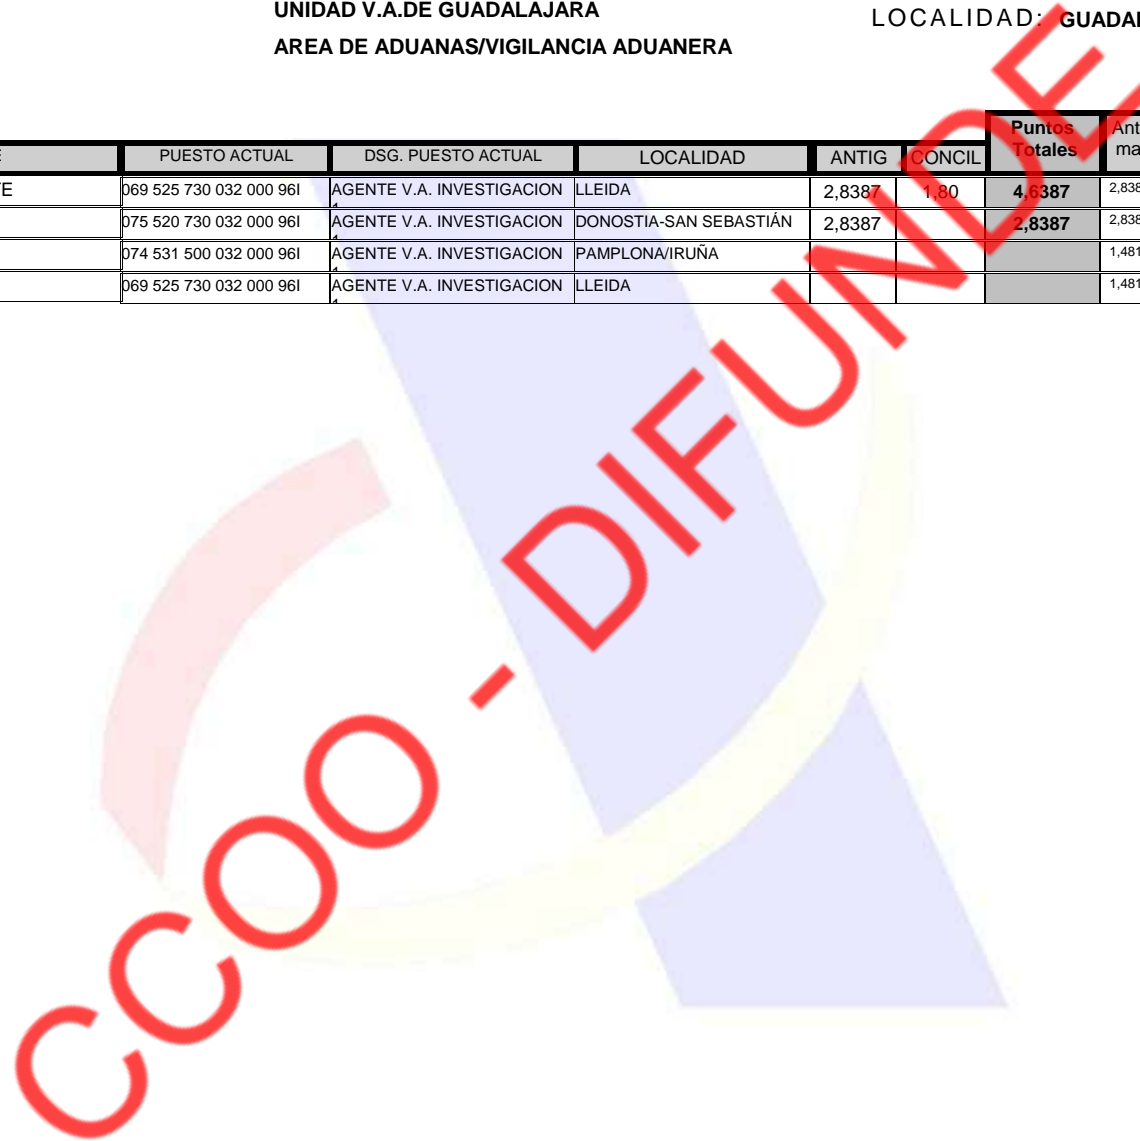 UNIDAD V.A.DE GUADALAJARA
LOCALIDAD:
AREA DE ADUANAS/VIGILANCIA ADUANERA
PUESTO ACTUAL DSG. PUESTO ACTUAL LOCALIDAD ANTIG CONCIL Puntos Totales
069 525 730 032 000 96I AGENTE V.A. INVESTIGACION LLEIDA 2,8387 1,80 4,6387
075 520 730 032 000 96I AGENTE V.A. INVESTIGACION DONOSTIA-SAN SEBASTIÁN 2,8387 2,8387
074 531 500 032 000 96I AGENTE V.A. INVESTIGACION PAMPLONA/IRUÑA
069 525 730 032 000 96I AGENTE V.A. INVESTIGACION LLEIDA
CCOO - DIFUNDE